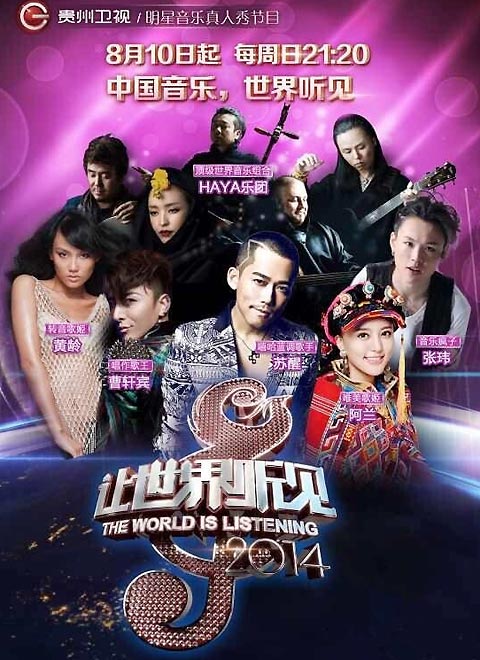 贵州卫视 / 明星音乐真人秀节目
8月10日起 每周日21:20
中国音乐，世界听见
顶级世界音乐组合
HAYA乐团
转音歌姬
黄龄
唱作歌王
曹轩宾
嘻哈蓝调歌手
苏醒
唯美歌姬
阿兰
音乐疯子
张玮
让世界听见
THE WORLD IS LISTENING
2014